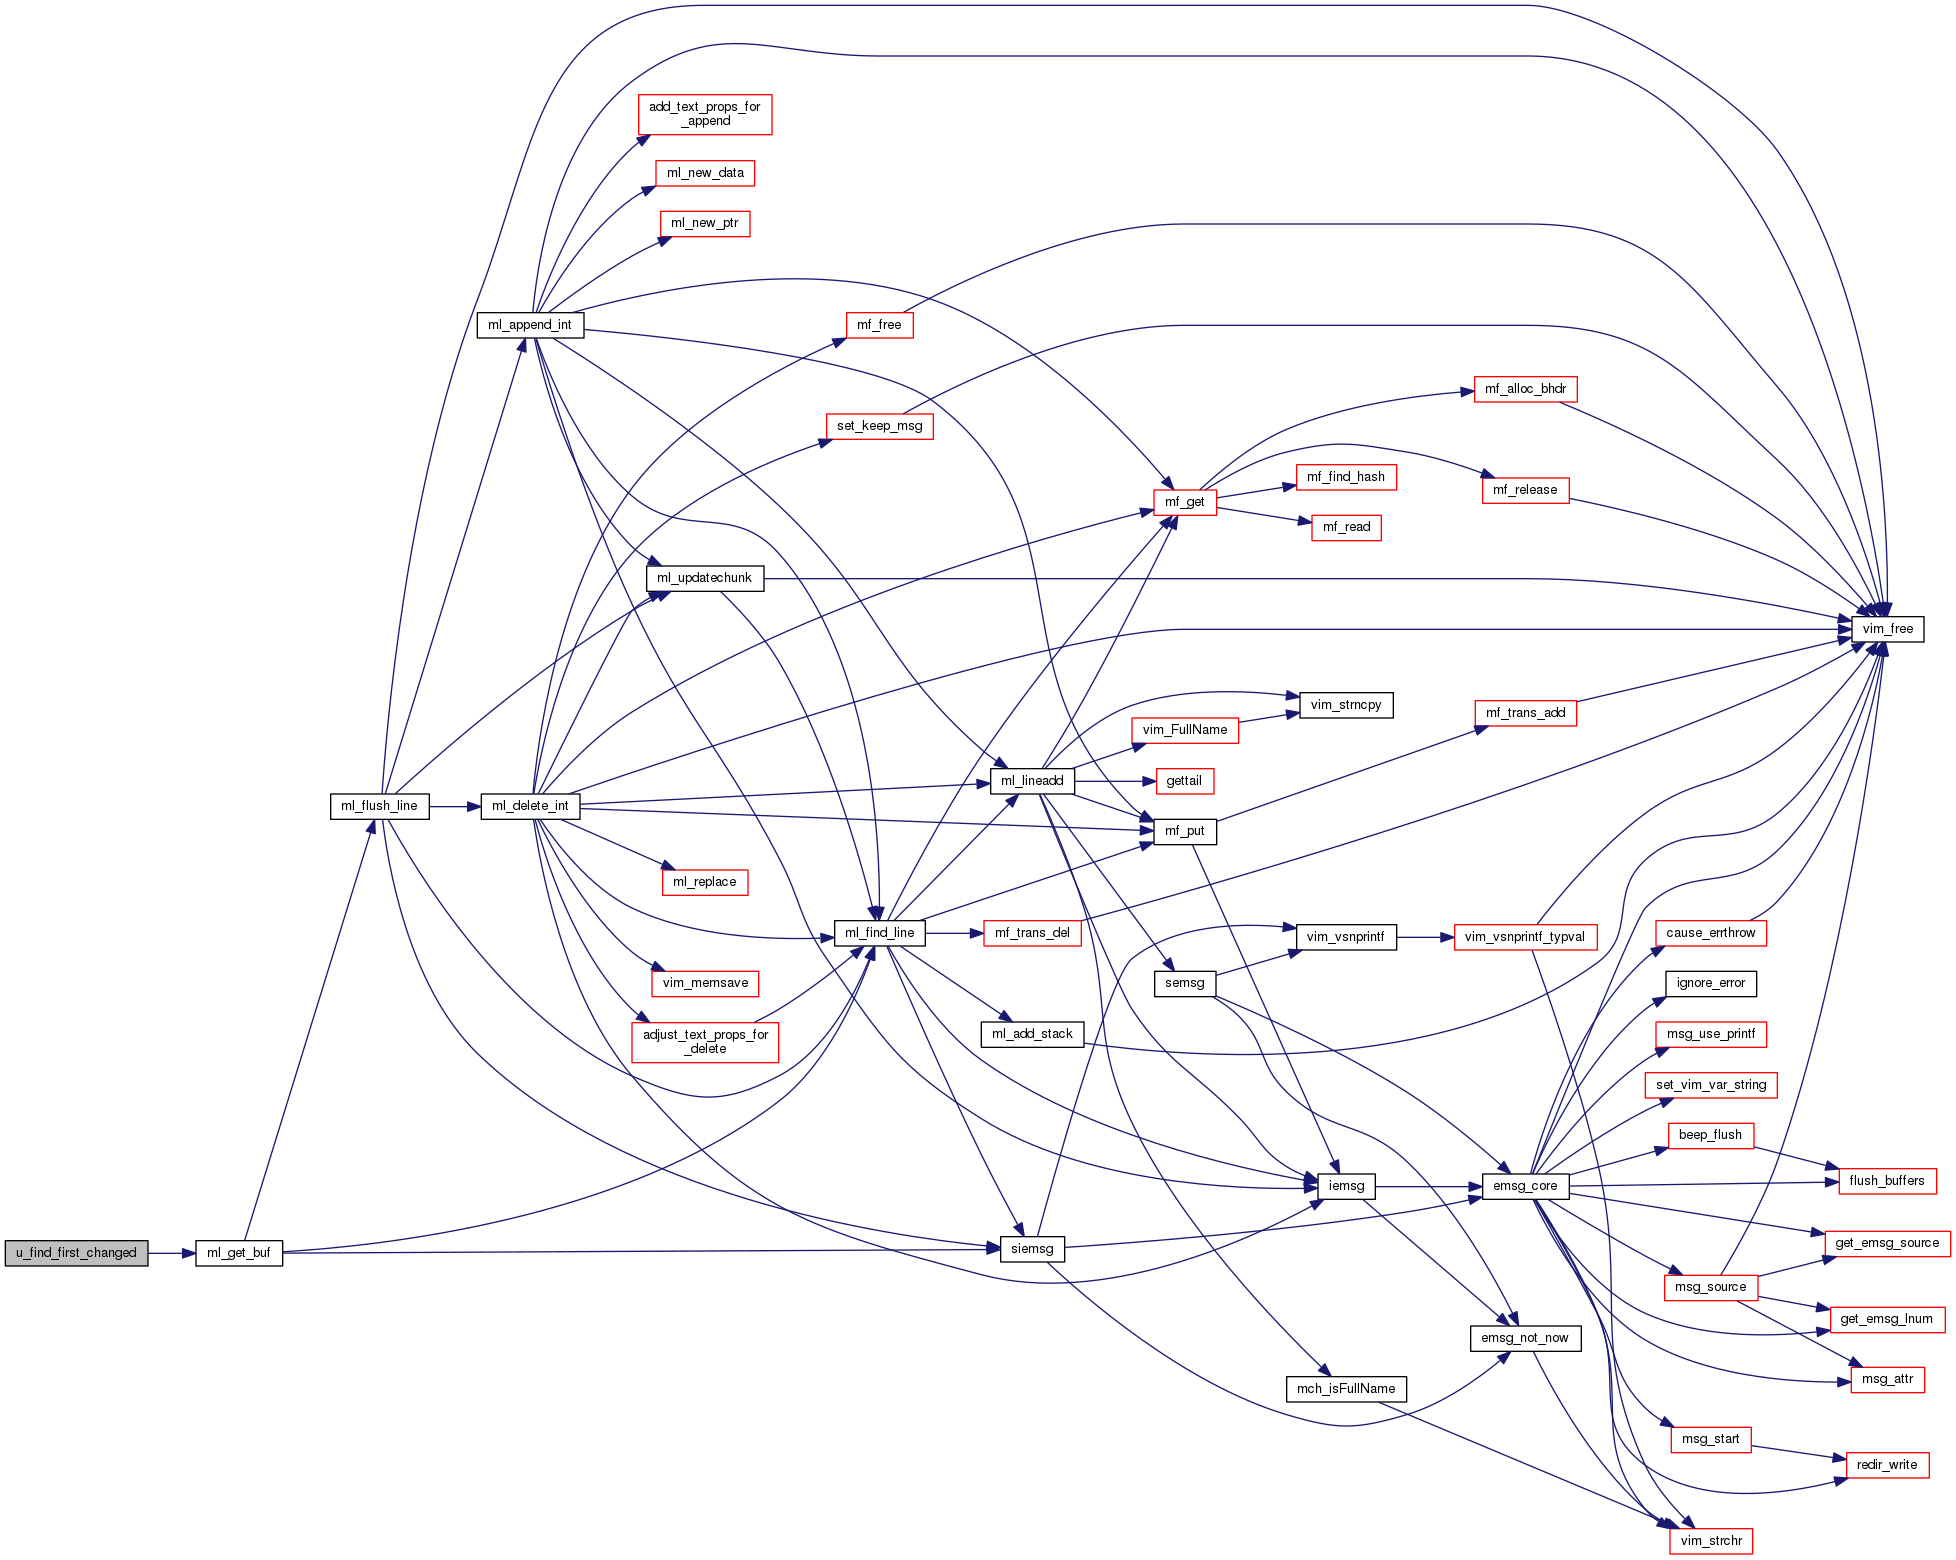 add_text_props_for
_append
ml_new_data
ml_new_ptr
ml_append_int
mf_free
mf_alloc_bhdr
set_keep_msg
mf_find_hash
mf_release
mf_get
mf_read
ml_updatechunk
vim_free
vim_strncpy
mf_trans_add
vim_FullName
ml_lineadd
gettail
ml_flush_line
ml_delete_int
mf_put
ml_replace
ml_find_line
mf_trans_del
vim_vsnprintf
vim_vsnprintf_typval
cause_errthrow
vim_memsave
semsg
ignore_error
adjust_text_props_for
_delete
ml_add_stack
msg_use_printf
set_vim_var_string
beep_flush
iemsg
emsg_core
flush_buffers
u_find_first_changed
ml_get_buf
siemsg
get_emsg_source
msg_source
get_emsg_lnum
emsg_not_now
mch_isFullName
msg_attr
msg_start
redir_write
vim_strchr